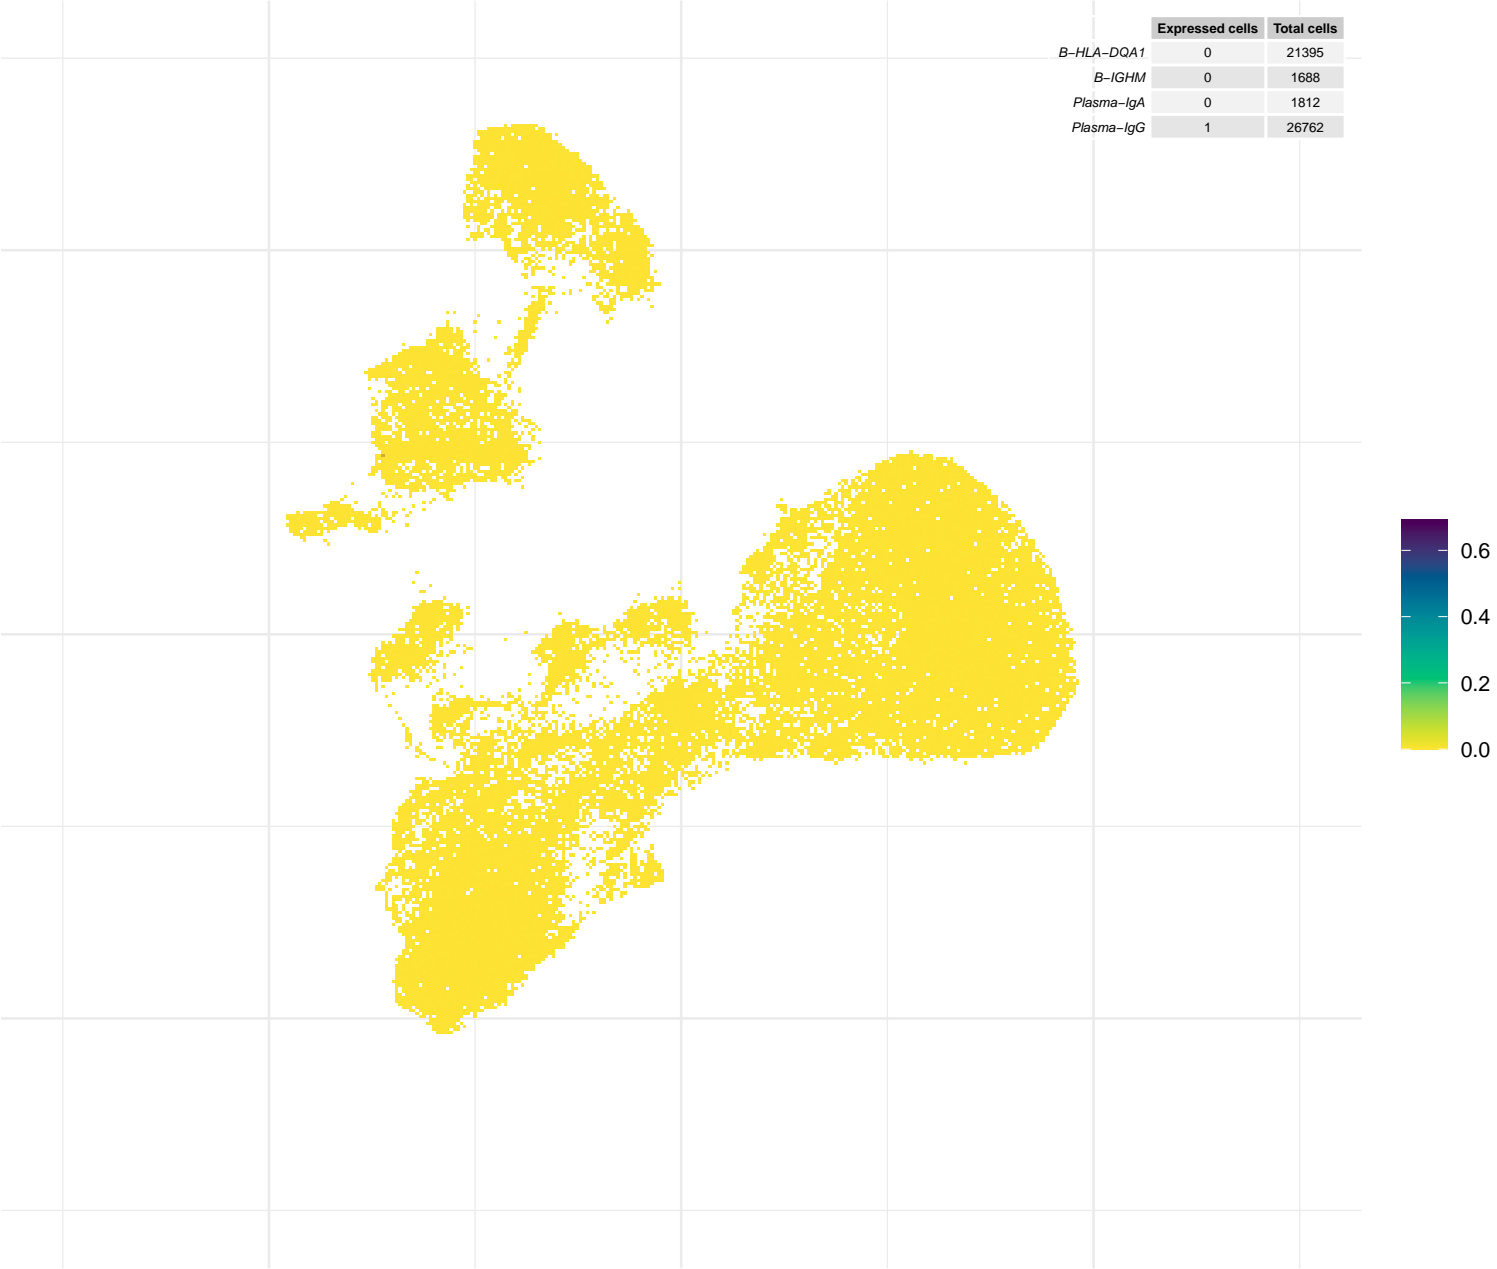 Expressed cells Total cells
B−HLA−DQA1 0 21395
B−IGHM 0 1688
Plasma−IgA 0 1812
Plasma−IgG 1 26762
0.6
0.4
0.2
0.0